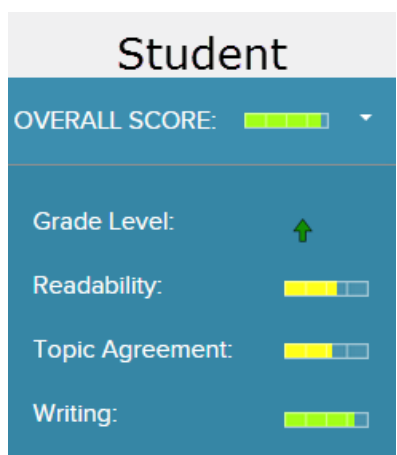 Student
OVERALL SCORE:
Grade Level:
Readability:
Topic Agreement:
Writing: